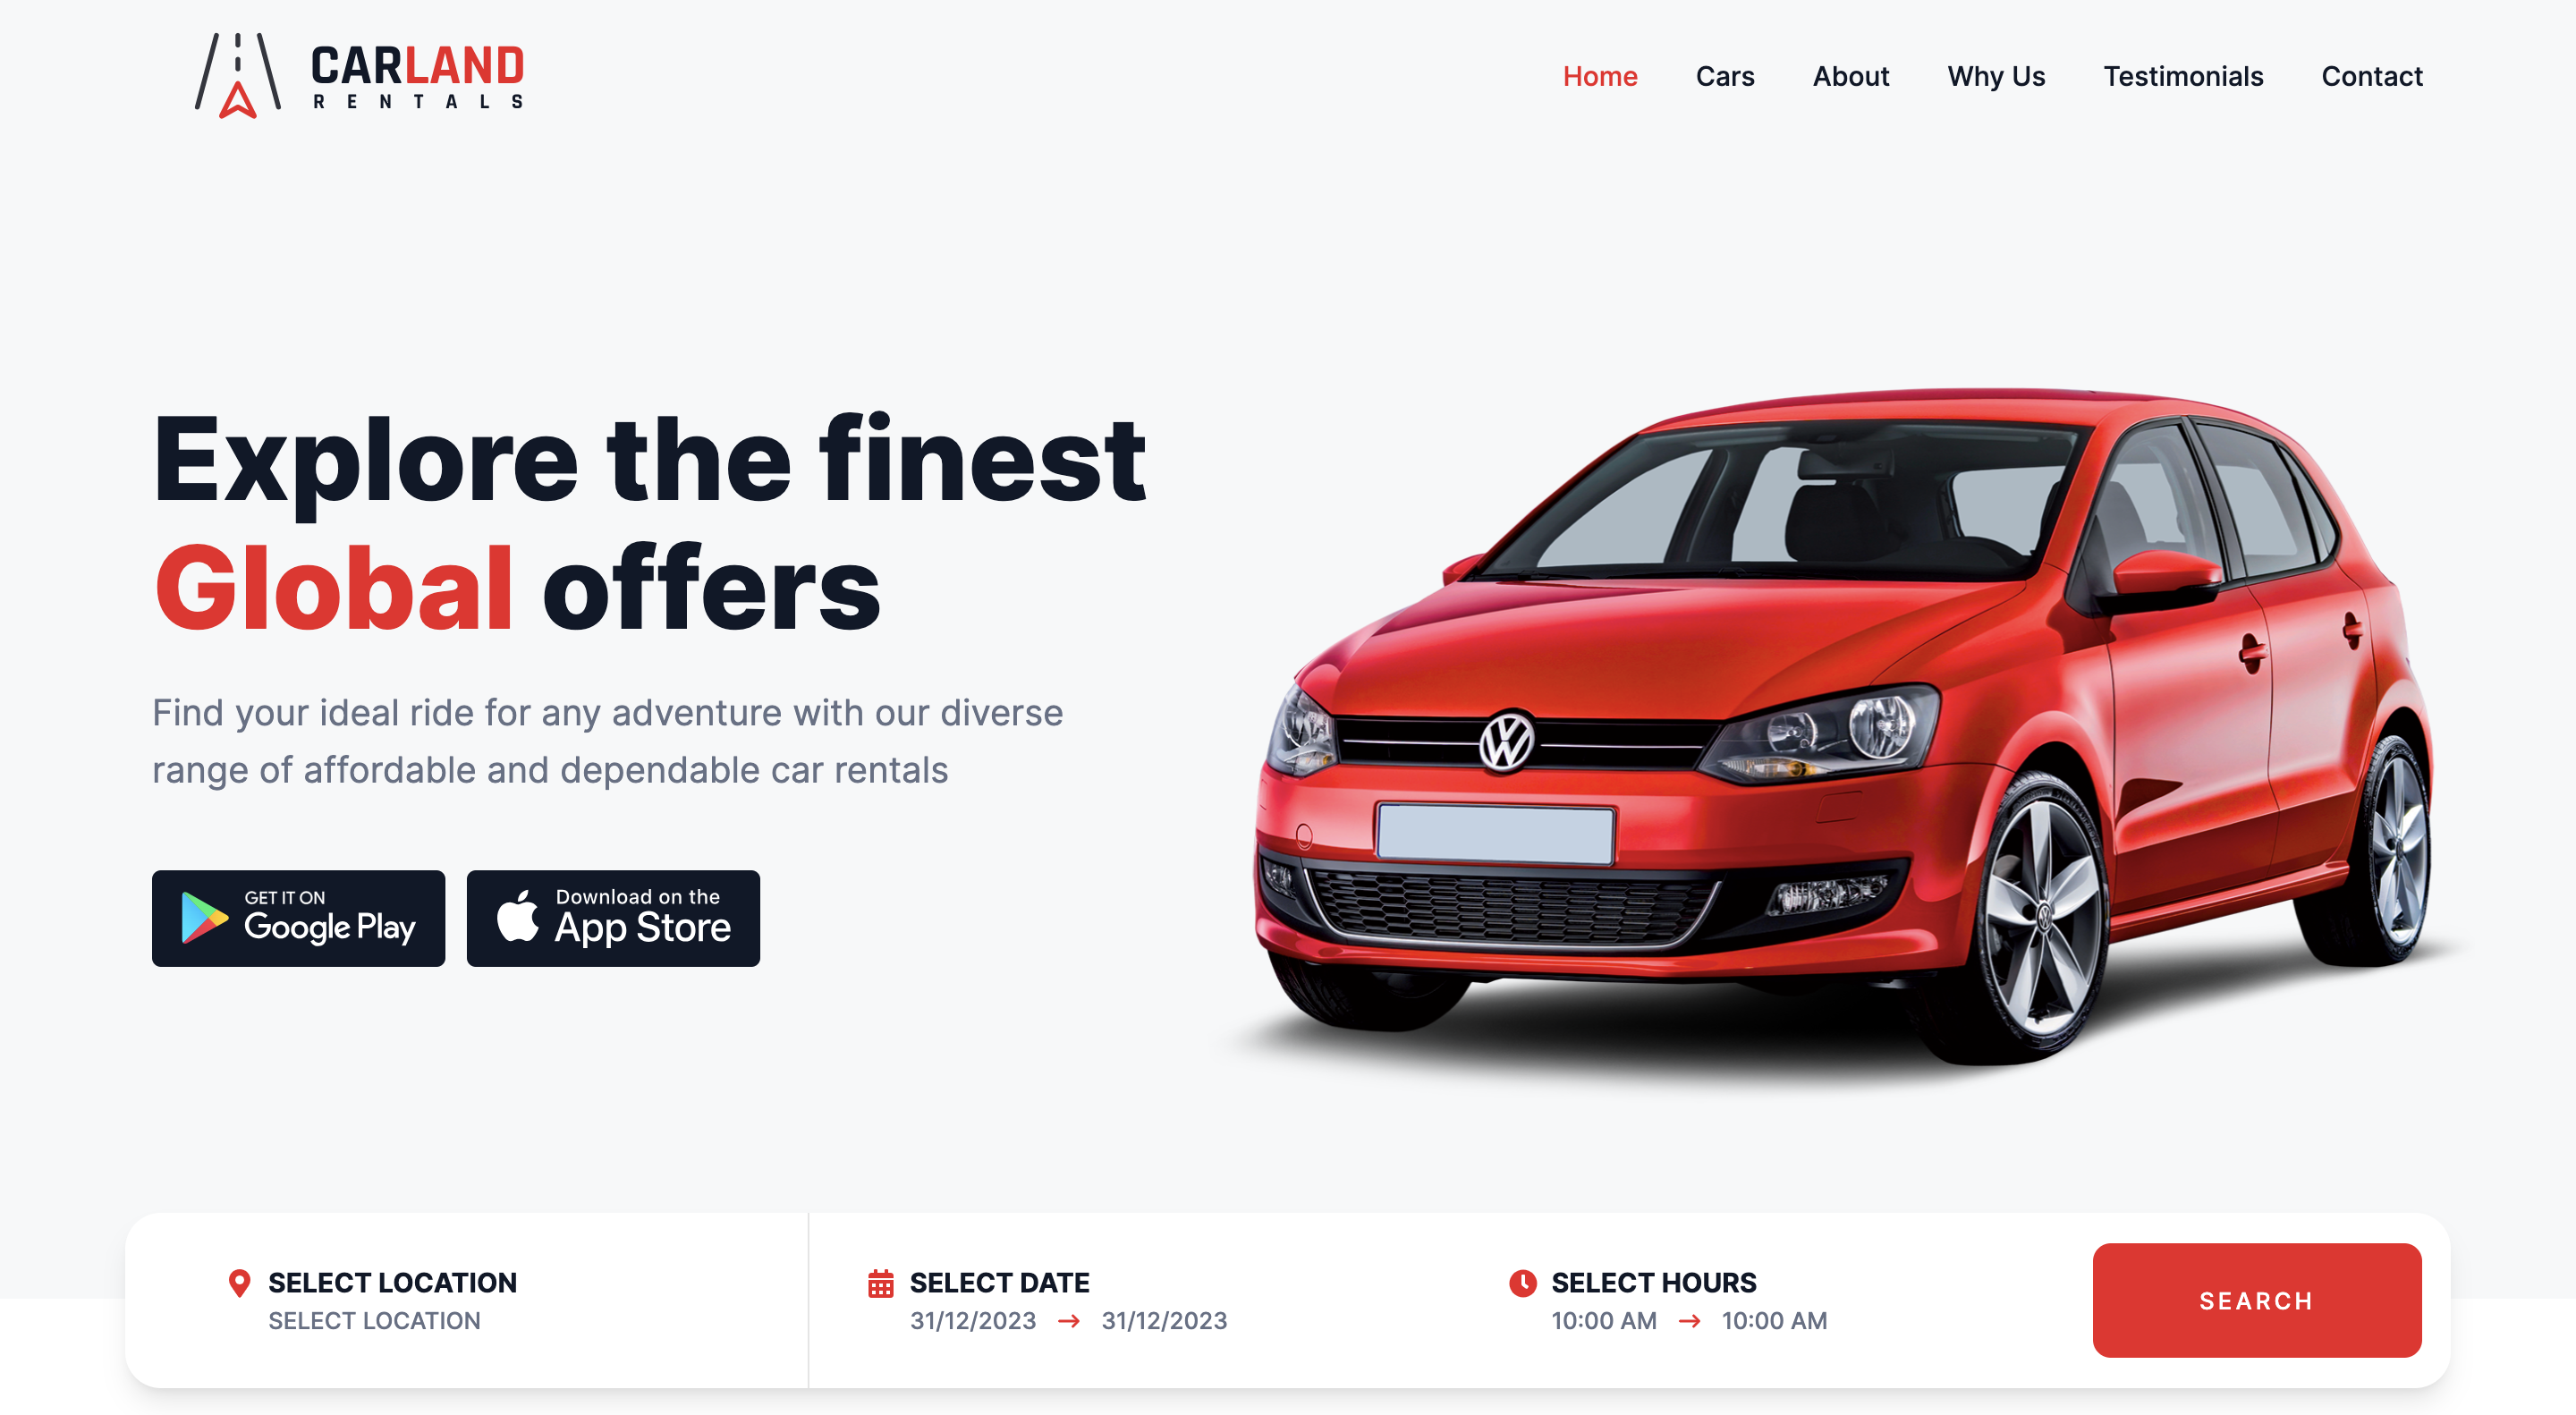 CARLAND
RENTALS
Home Cars About Why Us Testimonials Contact
Explore the finest
Global offers
Find your ideal ride for any adventure with our diverse
range of affordable and dependable car rentals
GET IT ON
Google Play
Download on the
App Store
SELECT LOCATION
SELECT LOCATION
SELECT DATE
31/12/2023 → 31/12/2023
SELECT HOURS
10:00 AM → 10:00 AM
SEARCH